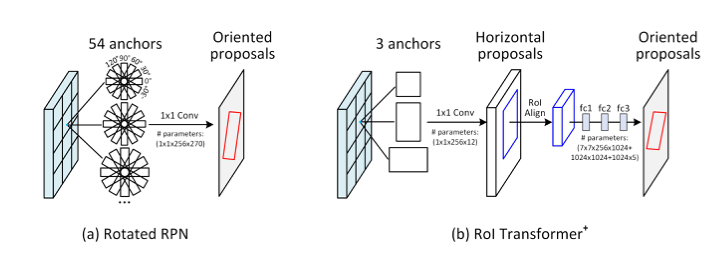 54 anchors
Oriented
proposals
120°
90°
60°
30°
0°
-30°
1x1 Conv
# parameters:
(1x1x256x270)
...
(a) Rotated RPN
3 anchors
Horizontal
proposals
Oriented
proposals
1x1 Conv
# parameters:
(1x1x256x12)
RoI
Align
fc1 fc2 fc3
# parameters:
(7x7x256x1024+
1024x1024+1024x5)
(b) RoI Transformer+